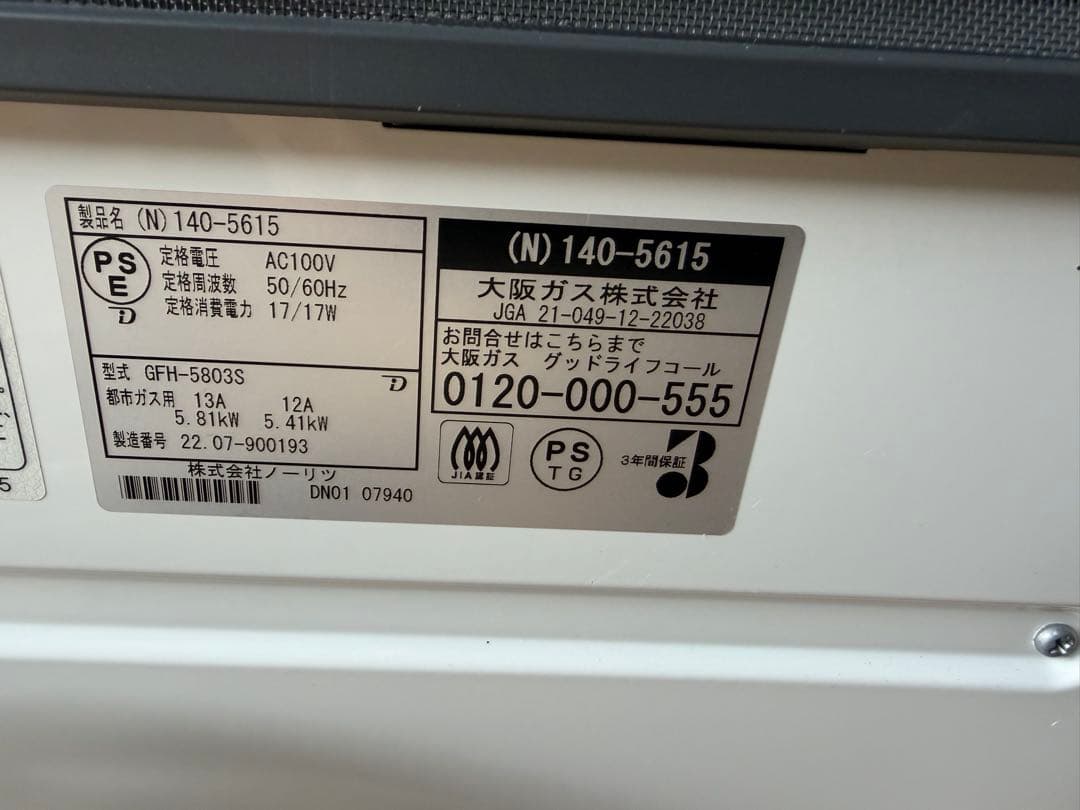 製品名 (N)140-5615
PS
E
定格電圧 AC100V
定格周波数 50/60Hz
定格消費電力 17/17W
型式 GFH-5803S
都市ガス用 13A 12A
5.81kW 5.41kW
製造番号 22.07-900193
株式会社ノーリツ
DN01 07940
(N)140-5615
大阪ガス株式会社
JGA 21-049-12-22038
お問合せはこちらまで
大阪ガス グッドライフコール
0120-000-555
JIA認証
PS
TG
3年間保証
3
5